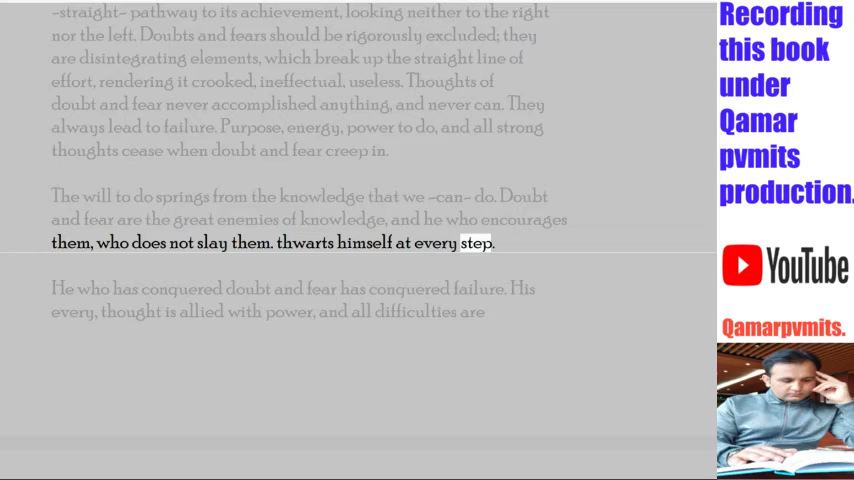 –straight– pathway to its achievement, looking neither to the right
nor the left. Doubts and fears should be rigorously excluded; they
are disintegrating elements, which break up the straight line of
effort, rendering it crooked, ineffectual, useless. Thoughts of
doubt and fear never accomplished anything, and never can. They
always lead to failure. Purpose, energy, power to do, and all strong
thoughts cease when doubt and fear creep in.
The will to do springs from the knowledge that we –can– do. Doubt
and fear are the great enemies of knowledge, and he who encourages
them, who does not slay them. thwarts himself at every step.
He who has conquered doubt and fear has conquered failure. His
every, thought is allied with power, and all difficulties are
Recording
this book
under
Qamar
pvmits
production.
YouTube
Qamarpvmits.